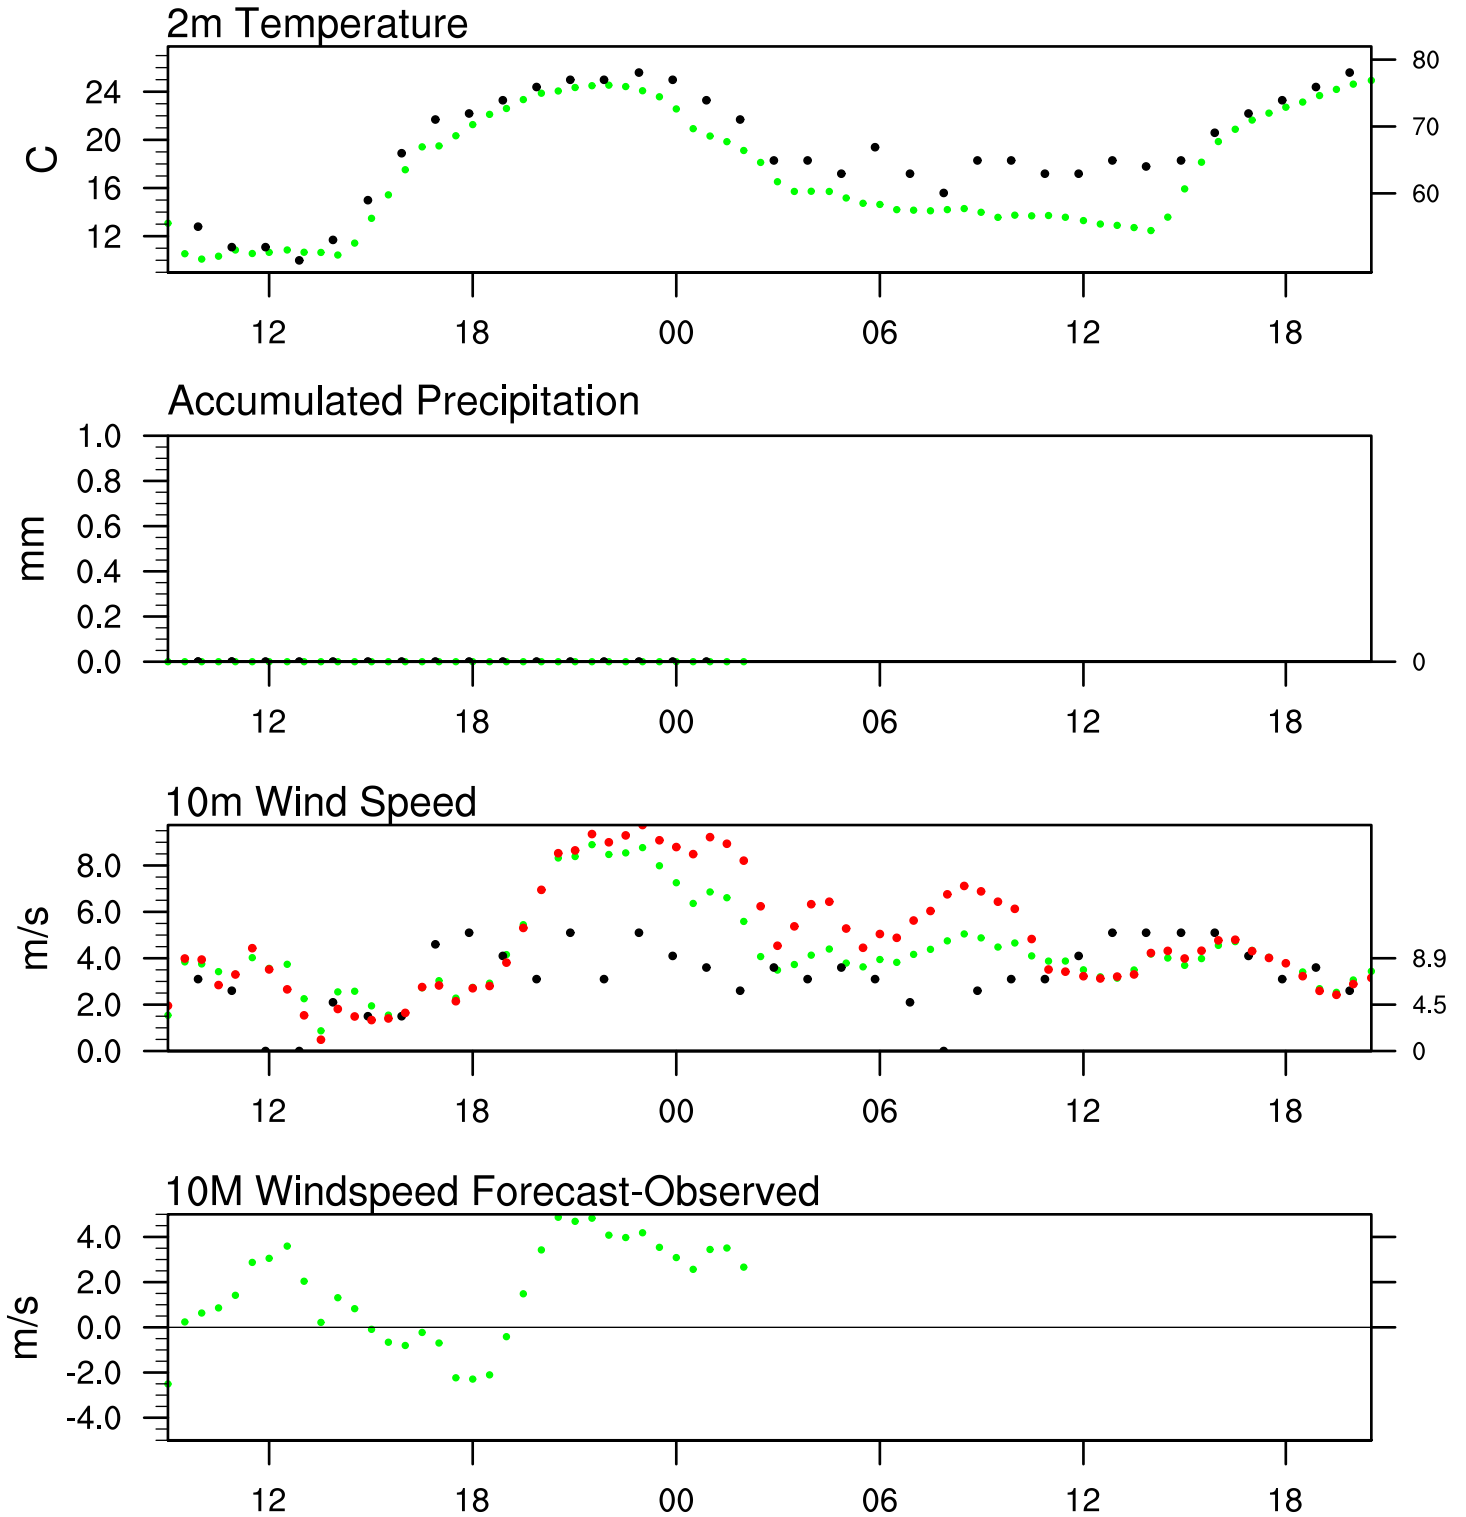 2m Temperature
C
24
20
16
12
80
70
60
12 18 00 06 12 18
Accumulated Precipitation
mm
1.0
0.8
0.6
0.4
0.2
0.0
0
12 18 00 06 12 18
10m Wind Speed
m/s
8.0
6.0
4.0
2.0
0.0
8.9
4.5
0
12 18 00 06 12 18
10M Windspeed Forecast-Observed
m/s
4.0
2.0
0.0
-2.0
-4.0
12 18 00 06 12 18